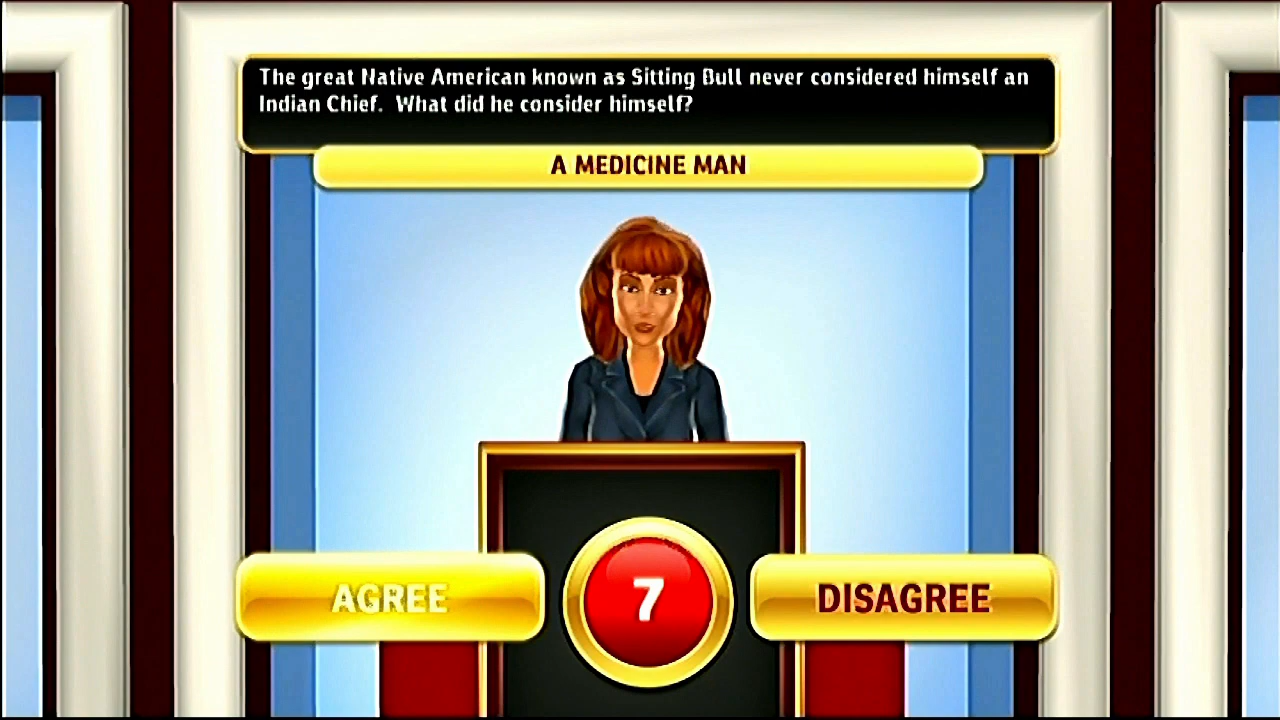 The great Native American known as Sitting Bull never considered himself an
Indian Chief.  What did he consider himself?
A MEDICINE MAN
AGREE
7
DISAGREE